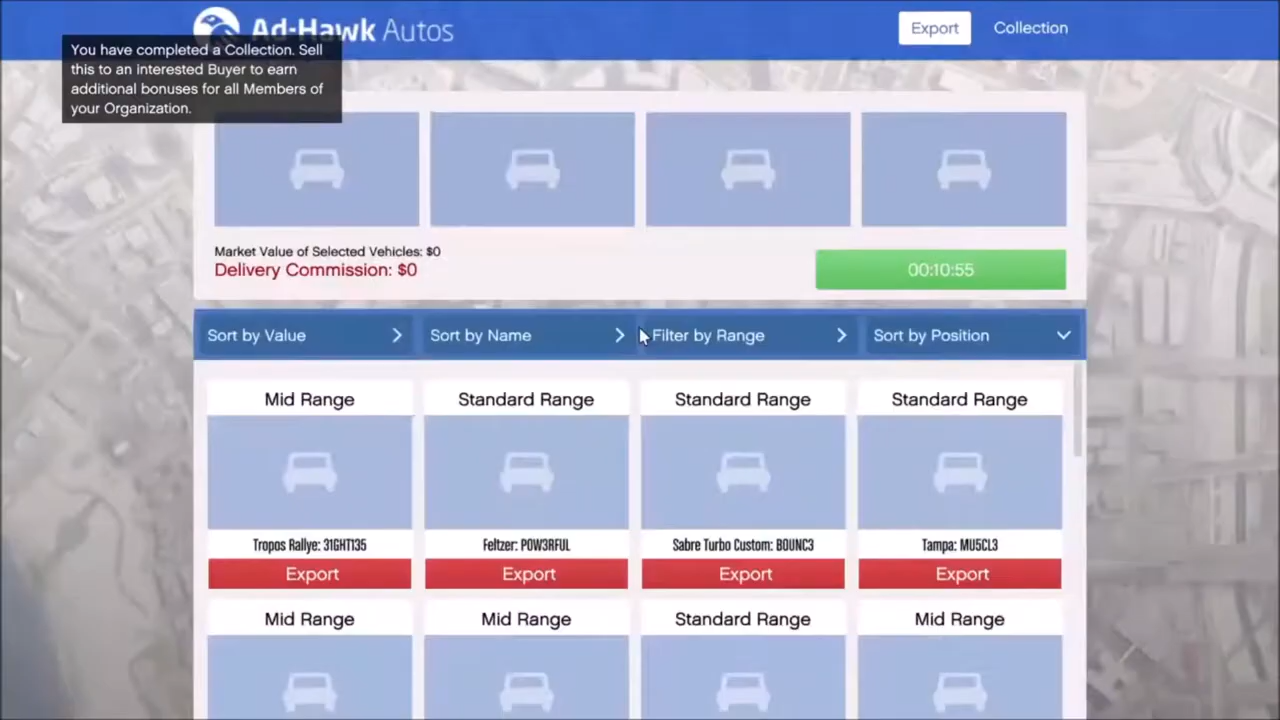 Ad-Hawk Autos
Export
Collection
You have completed a Collection. Sell
this to an interested Buyer to earn
additional bonuses for all Members of
your Organization.
Market Value of Selected Vehicles: $0
Delivery Commission: $0
00:10:55
Sort by Value
Sort by Name
Filter by Range
Sort by Position
Mid Range
Standard Range
Standard Range
Standard Range
Tropos Rallye: 31GHT135
Feltzer: P0W3RFUL
Sabre Turbo Custom: B0UNC3
Tampa: MU5CL3
Export
Export
Export
Export
Mid Range
Mid Range
Standard Range
Mid Range